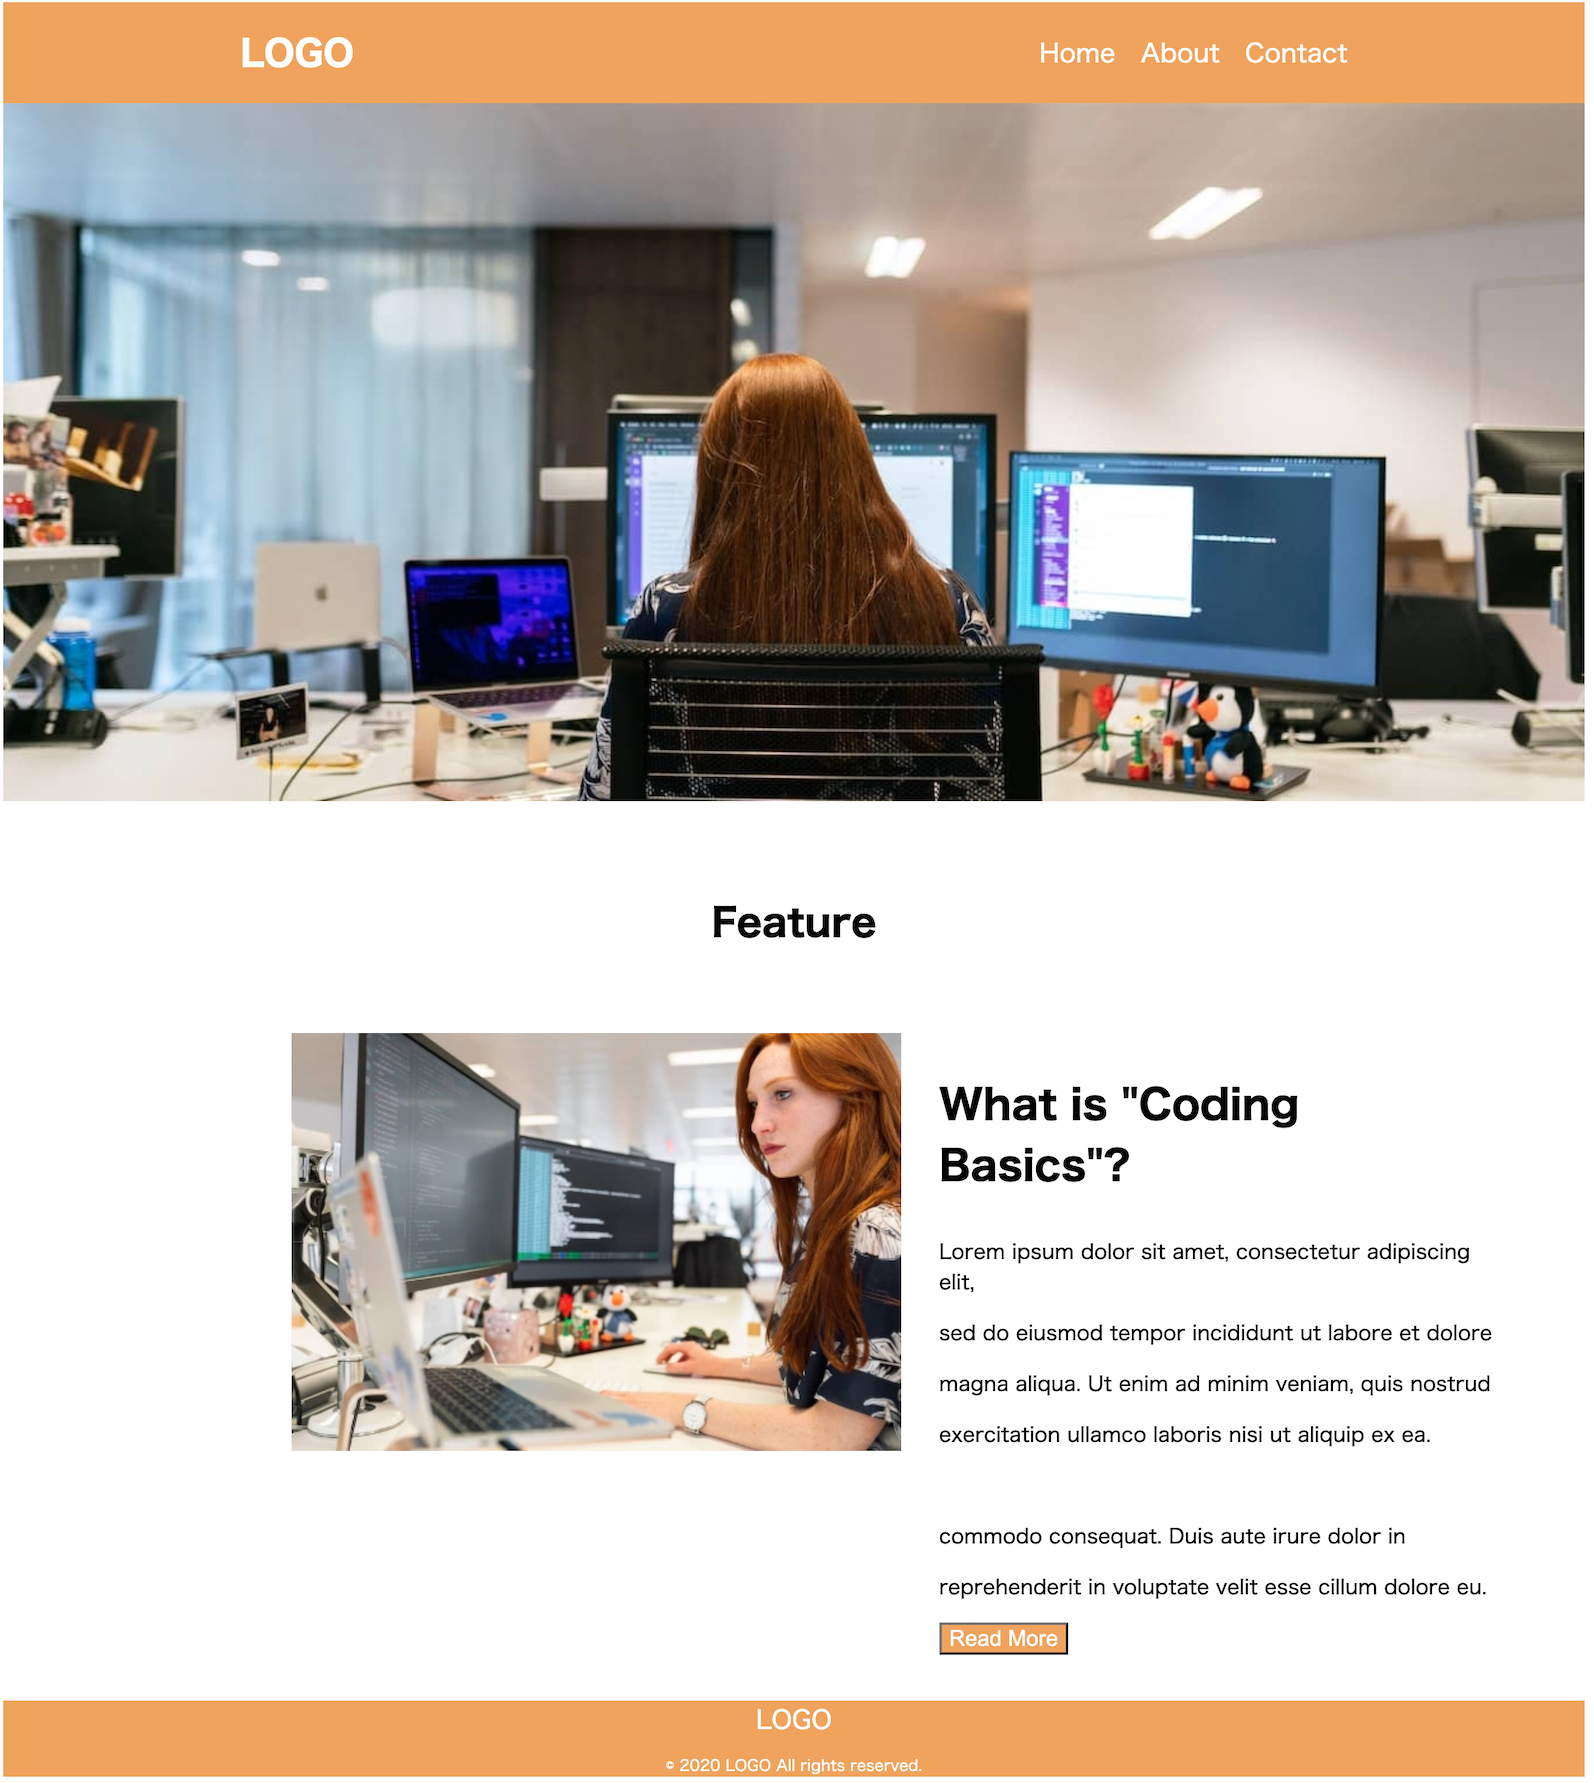 LOGO
Home About Contact
Feature
What is "Coding
Basics"?
Lorem ipsum dolor sit amet, consectetur adipiscing
elit,
sed do eiusmod tempor incididunt ut labore et dolore
magna aliqua. Ut enim ad minim veniam, quis nostrud
exercitation ullamco laboris nisi ut aliquip ex ea.
commodo consequat. Duis aute irure dolor in
reprehenderit in voluptate velit esse cillum dolore eu.
Read More
LOGO
© 2020 LOGO All rights reserved.